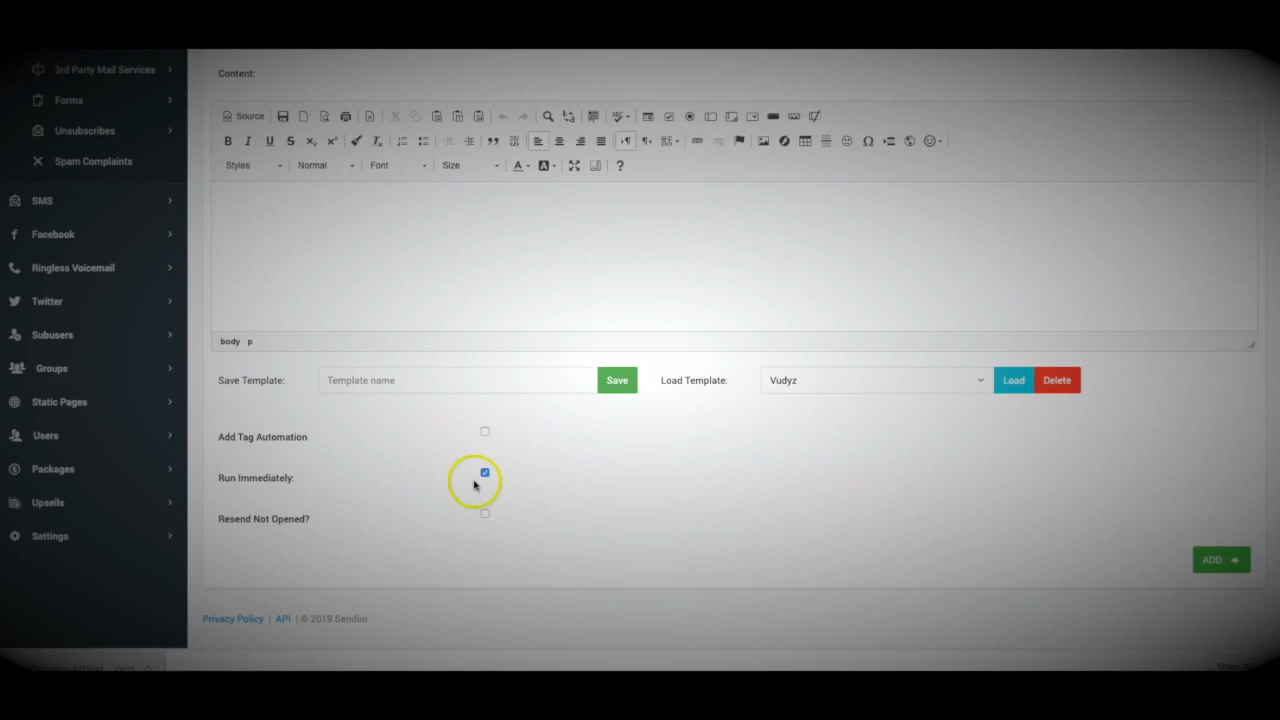 3rd Party Mail Services
Forms
Unsubscribes
Spam Complaints
SMS
Facebook
Ringless Voicemail
Twitter
Subusers
Groups
Static Pages
Users
Packages
Upsells
Settings
Content:
Source
Styles Normal Font Size
body p
Save Template: Template name Save Load Template: Vudyz Load Delete
Add Tag Automation
Run Immediately:
Resend Not Opened?
ADD
Privacy Policy | API | © 2019 Sendiio